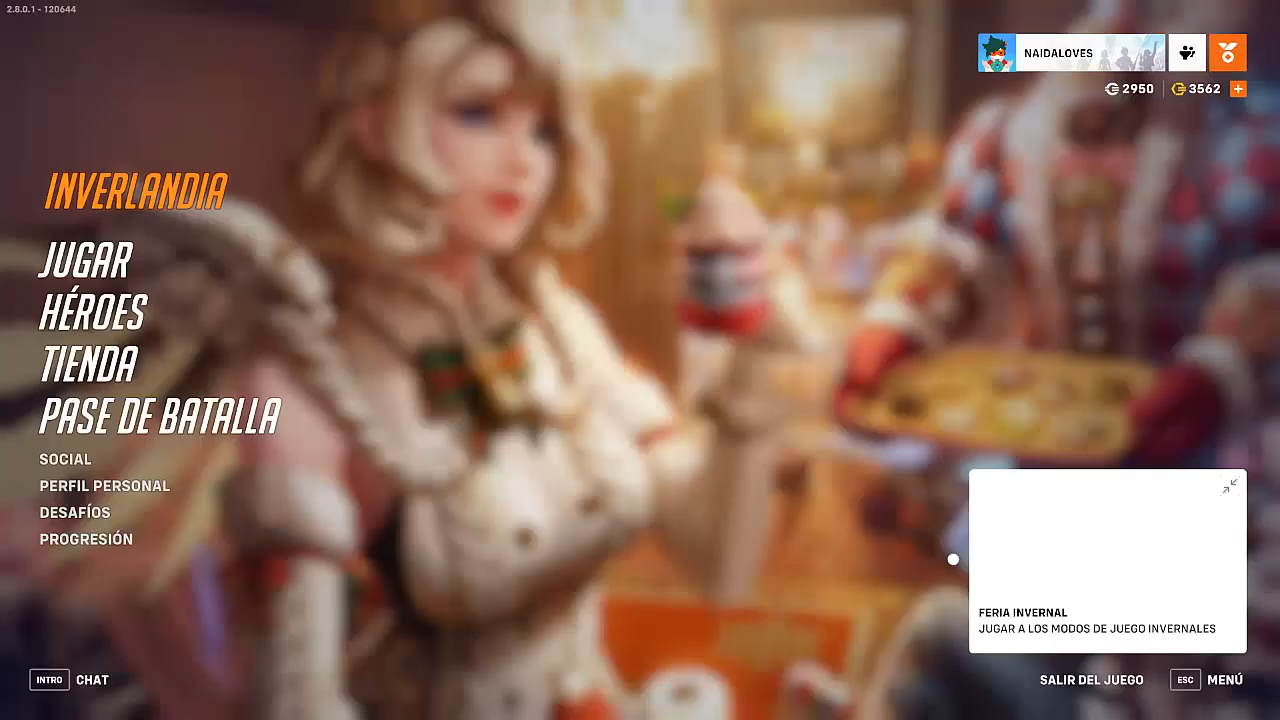 2.8.0.1 - 120644
NAIDALOVES
2950
3562
INVERLANDIA
JUGAR
HÉROES
TIENDA
PASE DE BATALLA
SOCIAL
PERFIL PERSONAL
DESAFÍOS
PROGRESIÓN
FERIA INVERNAL
JUGAR A LOS MODOS DE JUEGO INVERNALES
INTRO CHAT
SALIR DEL JUEGO ESC MENÚ